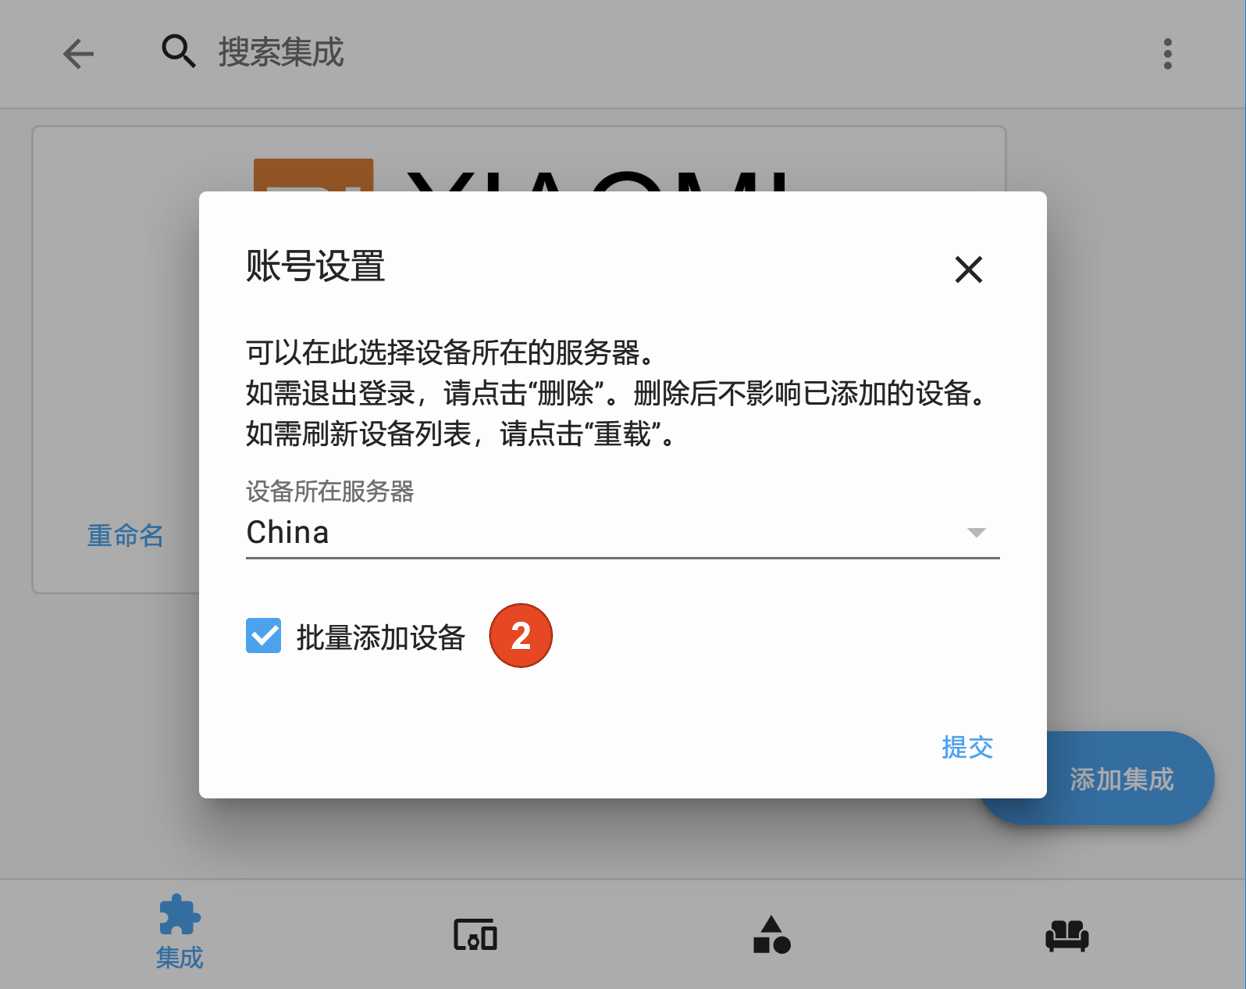 搜索集成
XIAOMI
账号设置
可以在此选择设备所在的服务器。
如需退出登录，请点击“删除”。删除后不影响已添加的设备。
如需刷新设备列表，请点击“重载”。
设备所在服务器
China
重命名
批量添加设备 2
提交
添加集成
集成